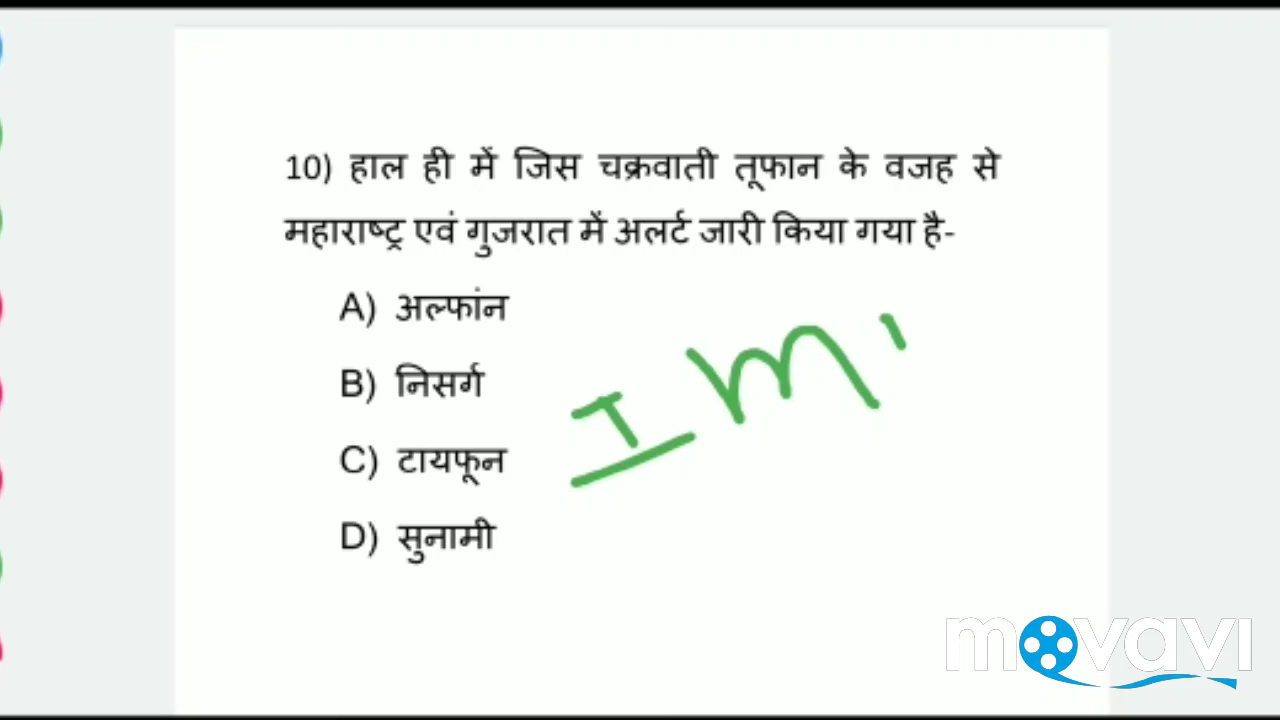 10) हाल ही में जिस चक्रवाती तूफान के वजह से
महाराष्ट्र एवं गुजरात में अलर्ट जारी किया गया है-
A) अल्फांन
B) निसर्ग
C) टायफून
D) सुनामी
IM
movavi